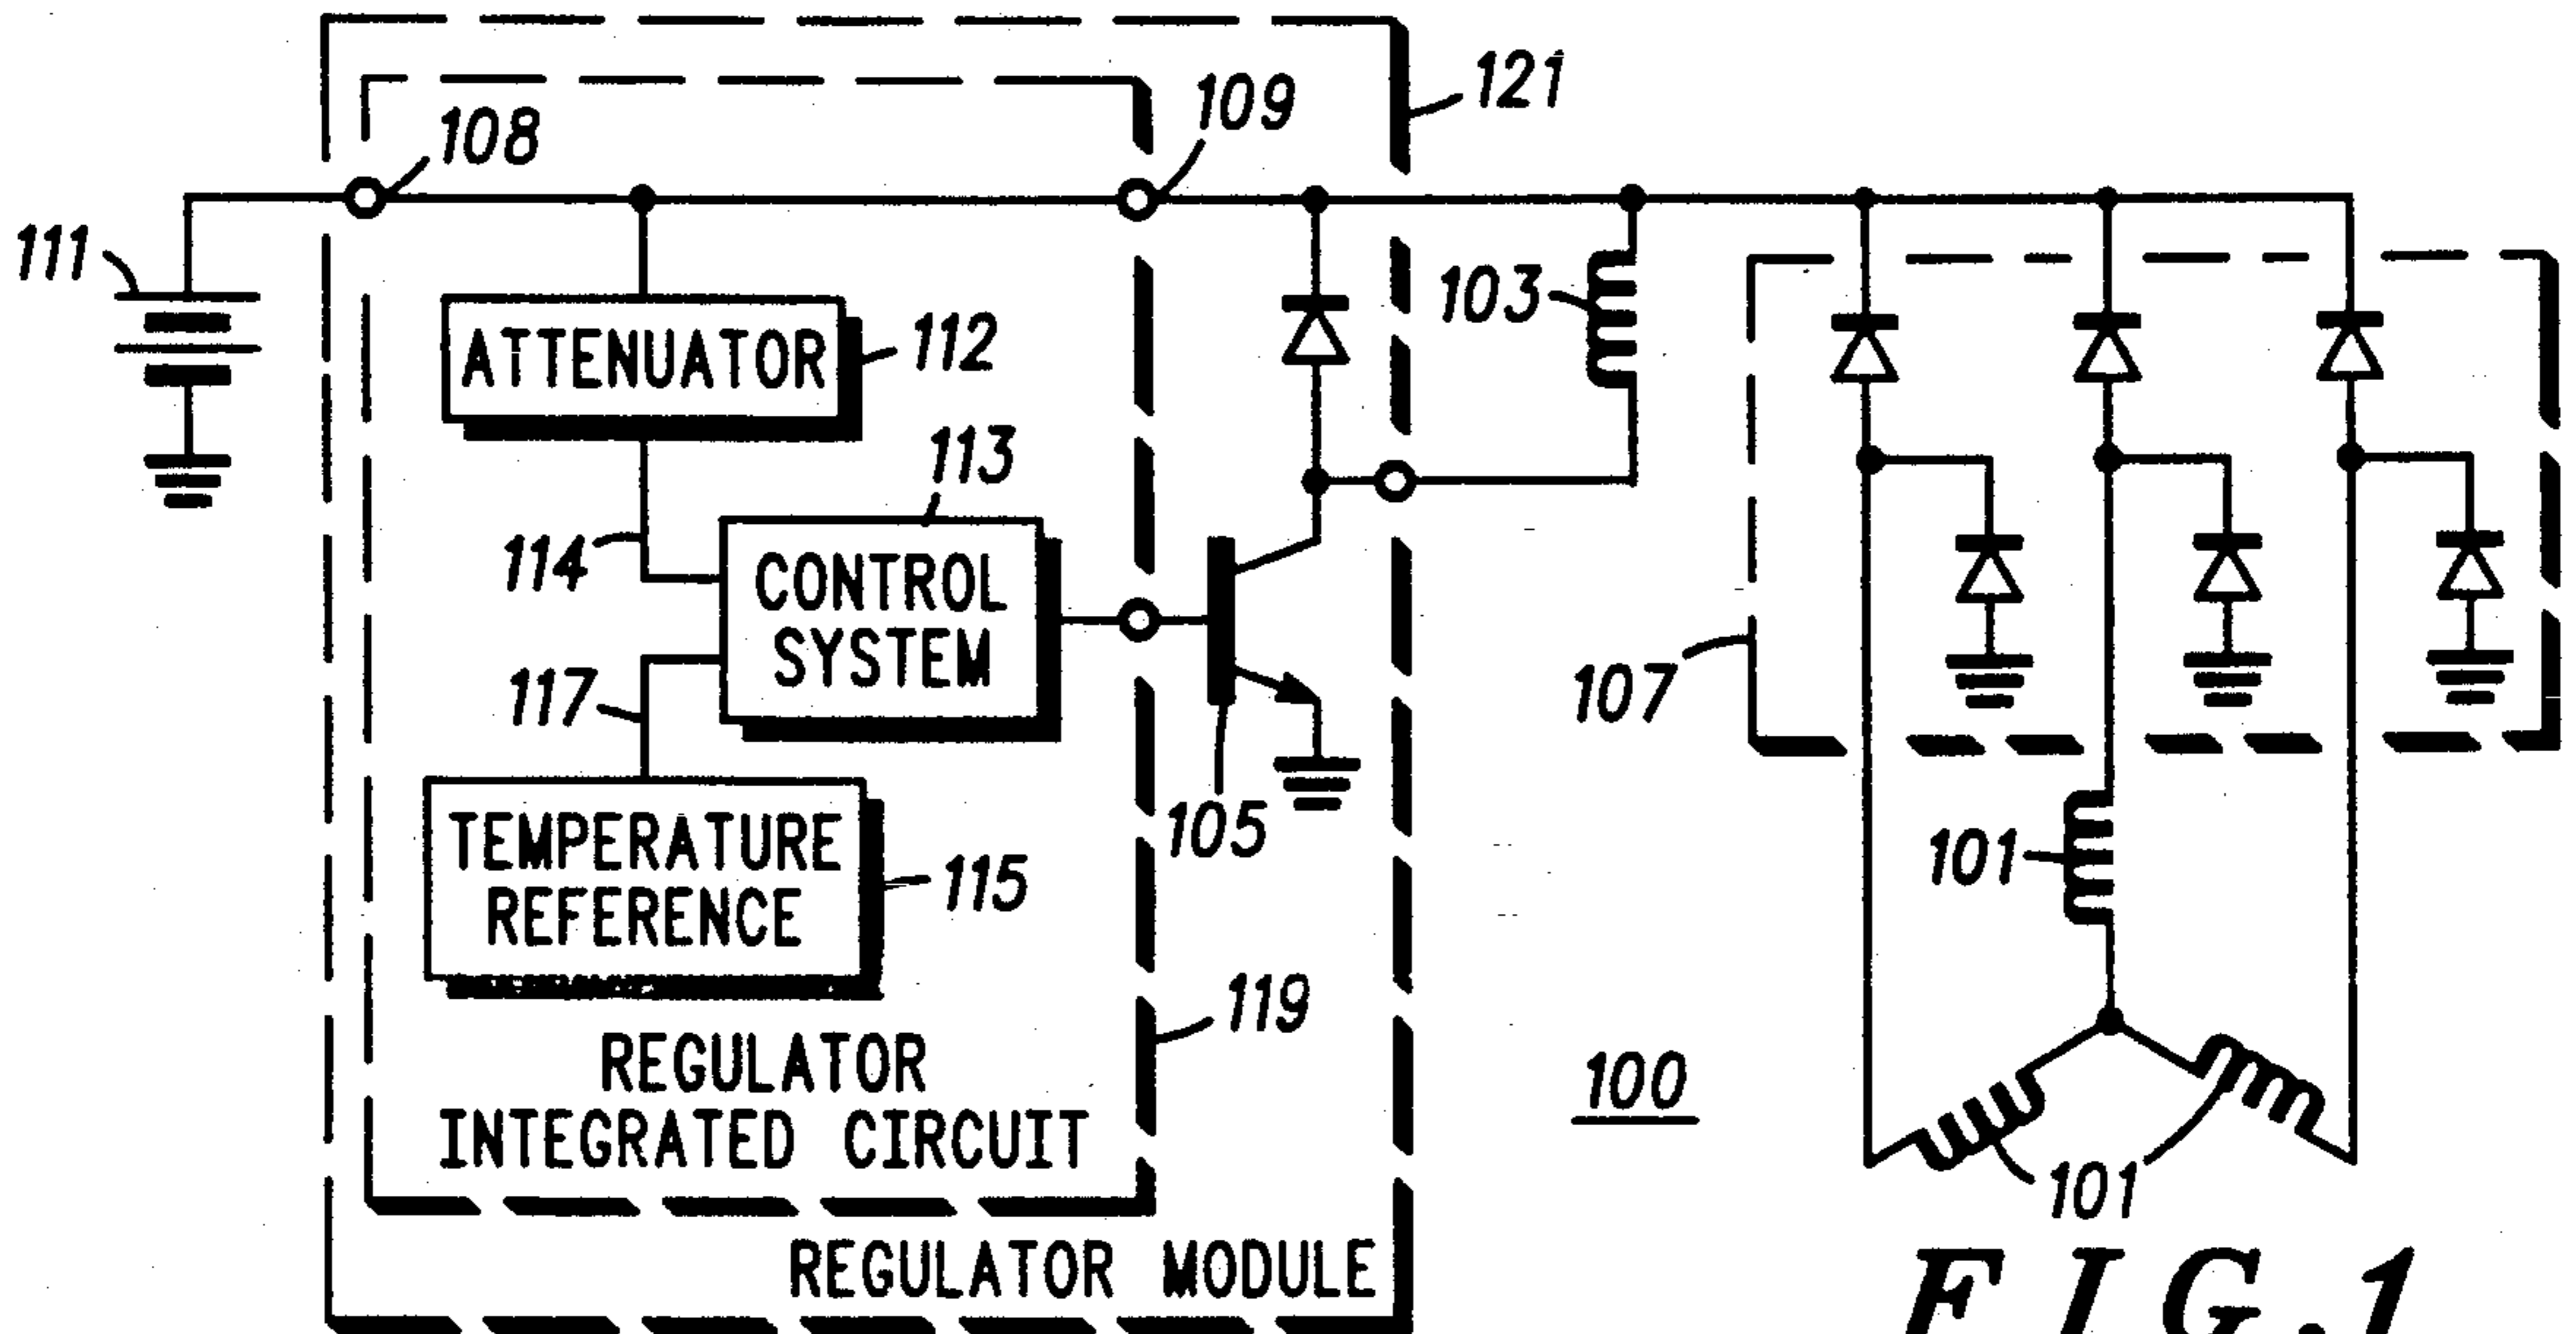 121
109
108
111
103
ATTENUATOR
112
113
114
CONTROL
SYSTEM
117
107
105
TEMPERATURE
REFERENCE
115
101
119
REGULATOR
INTEGRATED CIRCUIT
100
101
REGULATOR MODULE
FIG.1